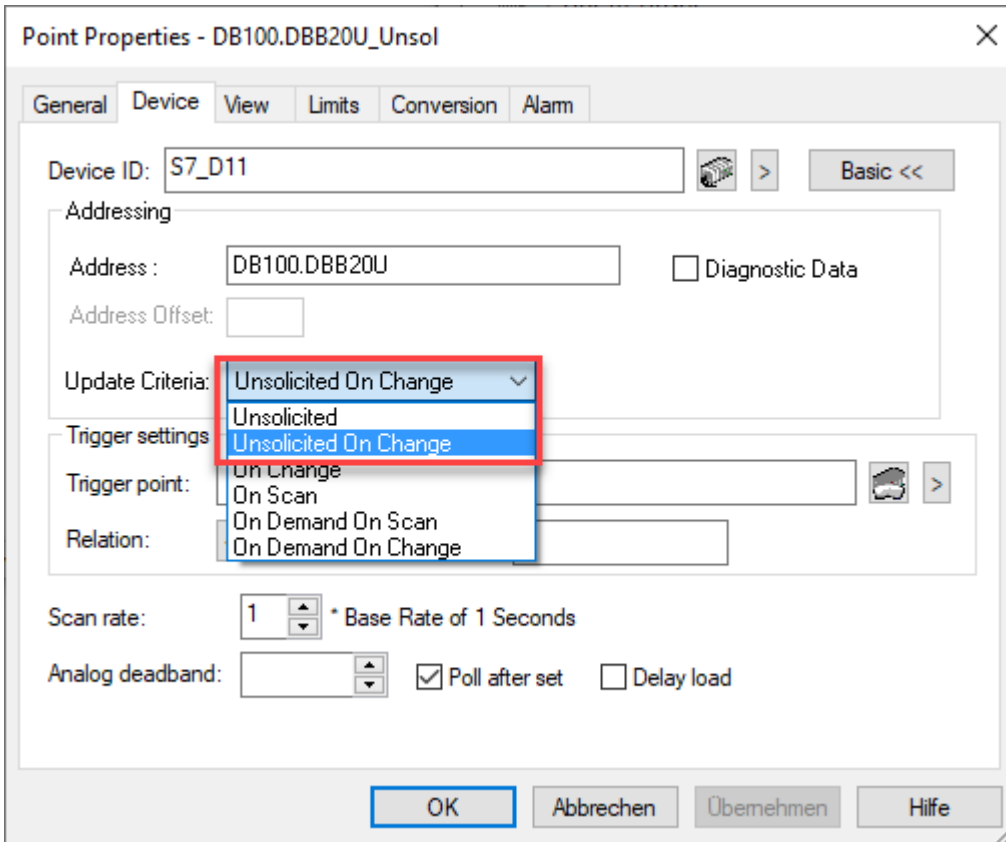 Point Properties - DB100.DBB20U_Unsol
General Device View Limits Conversion Alarm
Device ID: S7_D11 > Basic <<
Addressing
Address : DB100.DBB20U Diagnostic Data
Address Offset:
Update Criteria: Unsolicited On Change
Unsolicited
Trigger settings Unsolicited On Change
On Change
Trigger point: >
On Scan
On Demand On Scan
Relation:
On Demand On Change
Scan rate: 1 * Base Rate of 1 Seconds
Analog deadband: Poll after set Delay load
OK Abbrechen Übernehmen Hilfe